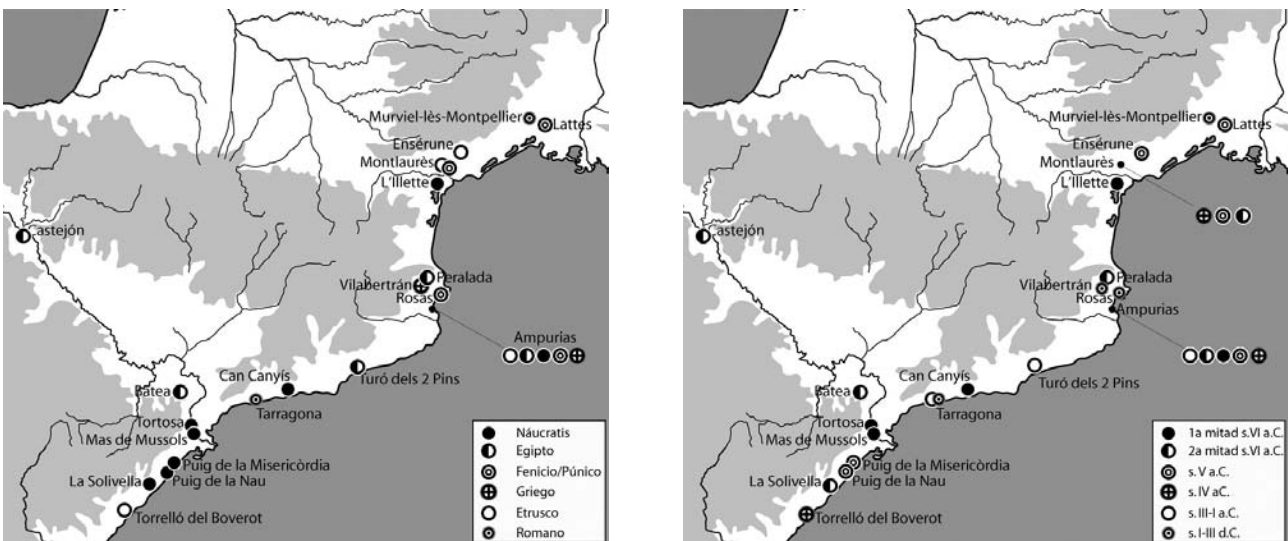 Murviel-lès-Montpellier
Lattes
Ensérune
Montlaurès
L'Illette
Castejón
Peralada
Vilabertrán
Rosas
Ampurias
Turó dels 2 Pins
Can Canyís
Batea
Tarragona
Tortosa
Mas de Mussols
Puig de la Misericòrdia
Puig de la Nau
La Solivella
Torrelló del Boverot
Náucratis
Egipto
Fenicio/Púnico
Griego
Etrusco
Romano
Murviel-lès-Montpellier
Lattes
Ensérune
Montlaurès
L'Illette
Castejón
Peralada
Vilabertrán
Rosas
Ampurias
Turó dels 2 Pins
Can Canyís
Batea
Tarragona
Tortosa
Mas de Mussols
Puig de la Misericòrdia
Puig de la Nau
La Solivella
Torrelló del Boverot
1a mitad s.VI a.C.
2a mitad s.VI a.C.
s. V a.C.
s. IV aC.
s. III-I a.C.
s. I-III d.C.